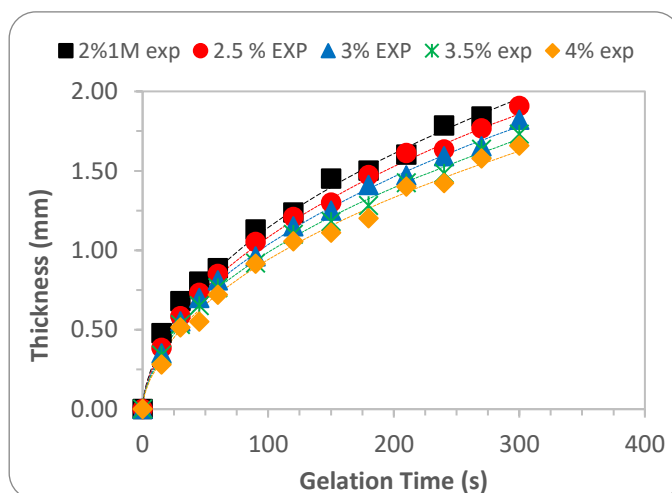 2%1M exp 2.5 % EXP 3% EXP 3.5% exp 4% exp
2.00
1.50
1.00
0.50
0.00
0 100 200 300 400
Thickness (mm)
Gelation Time (s)